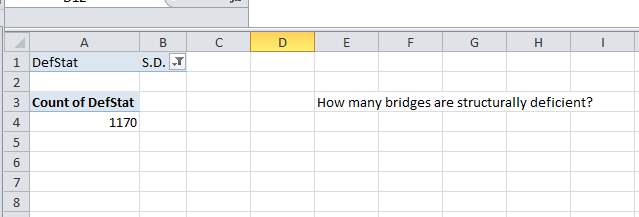 A B C D E F G H I
1 DefStat S.D.
2
3 Count of DefStat How many bridges are structurally deficient?
4 1170
5
6
7
8